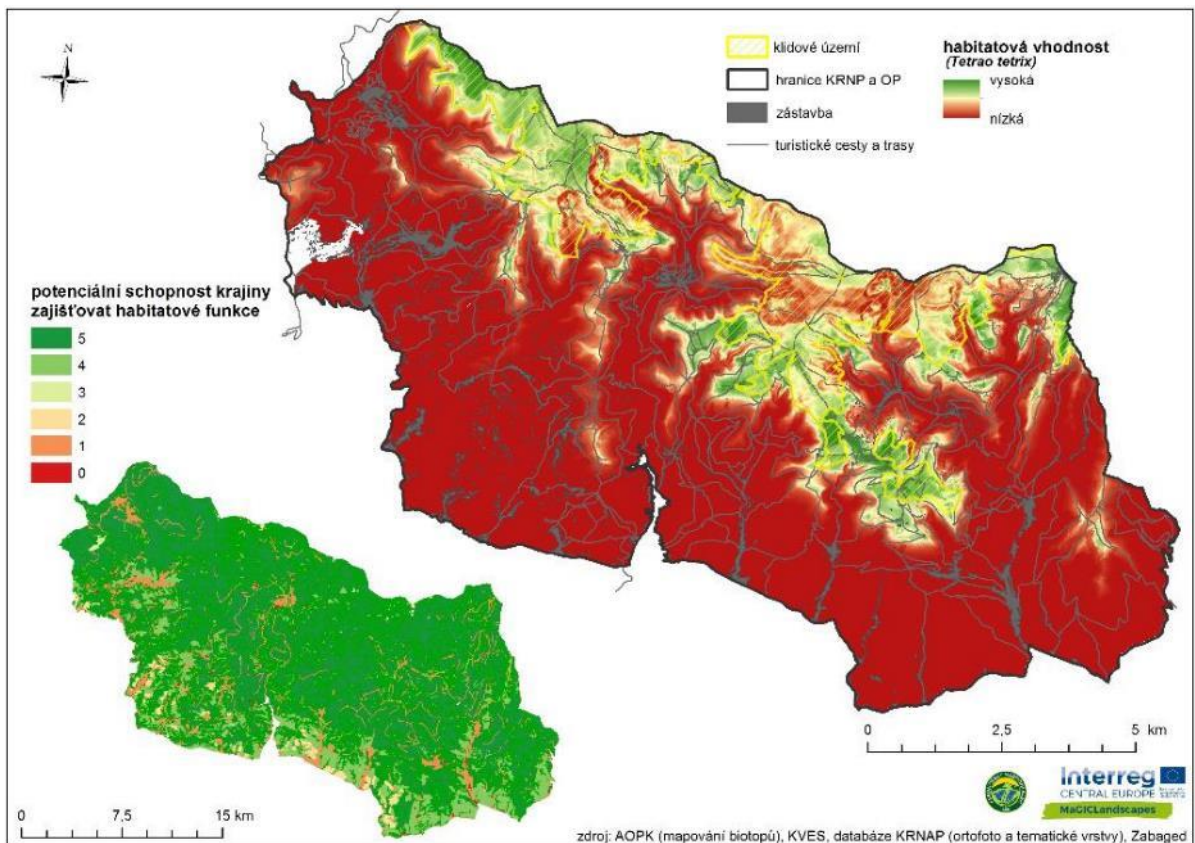 N
klidové území
hranice KRNP a OP
zástavba
turistické cesty a trasy
habitatová vhodnost
(Tetrao tetrix)
vysoká
nízká
potenciální schopnost krajiny
zajišťovat habitatové funkce
5
4
3
2
1
0
0 2,5 5 km
0 7,5 15 km
Interreg
CENTRAL EUROPE
MaGICLandscapes
zdroj: AOPK (mapování biotopů), KVES, databáze KRNAP (ortofoto a tematické vrstvy), Zabaged